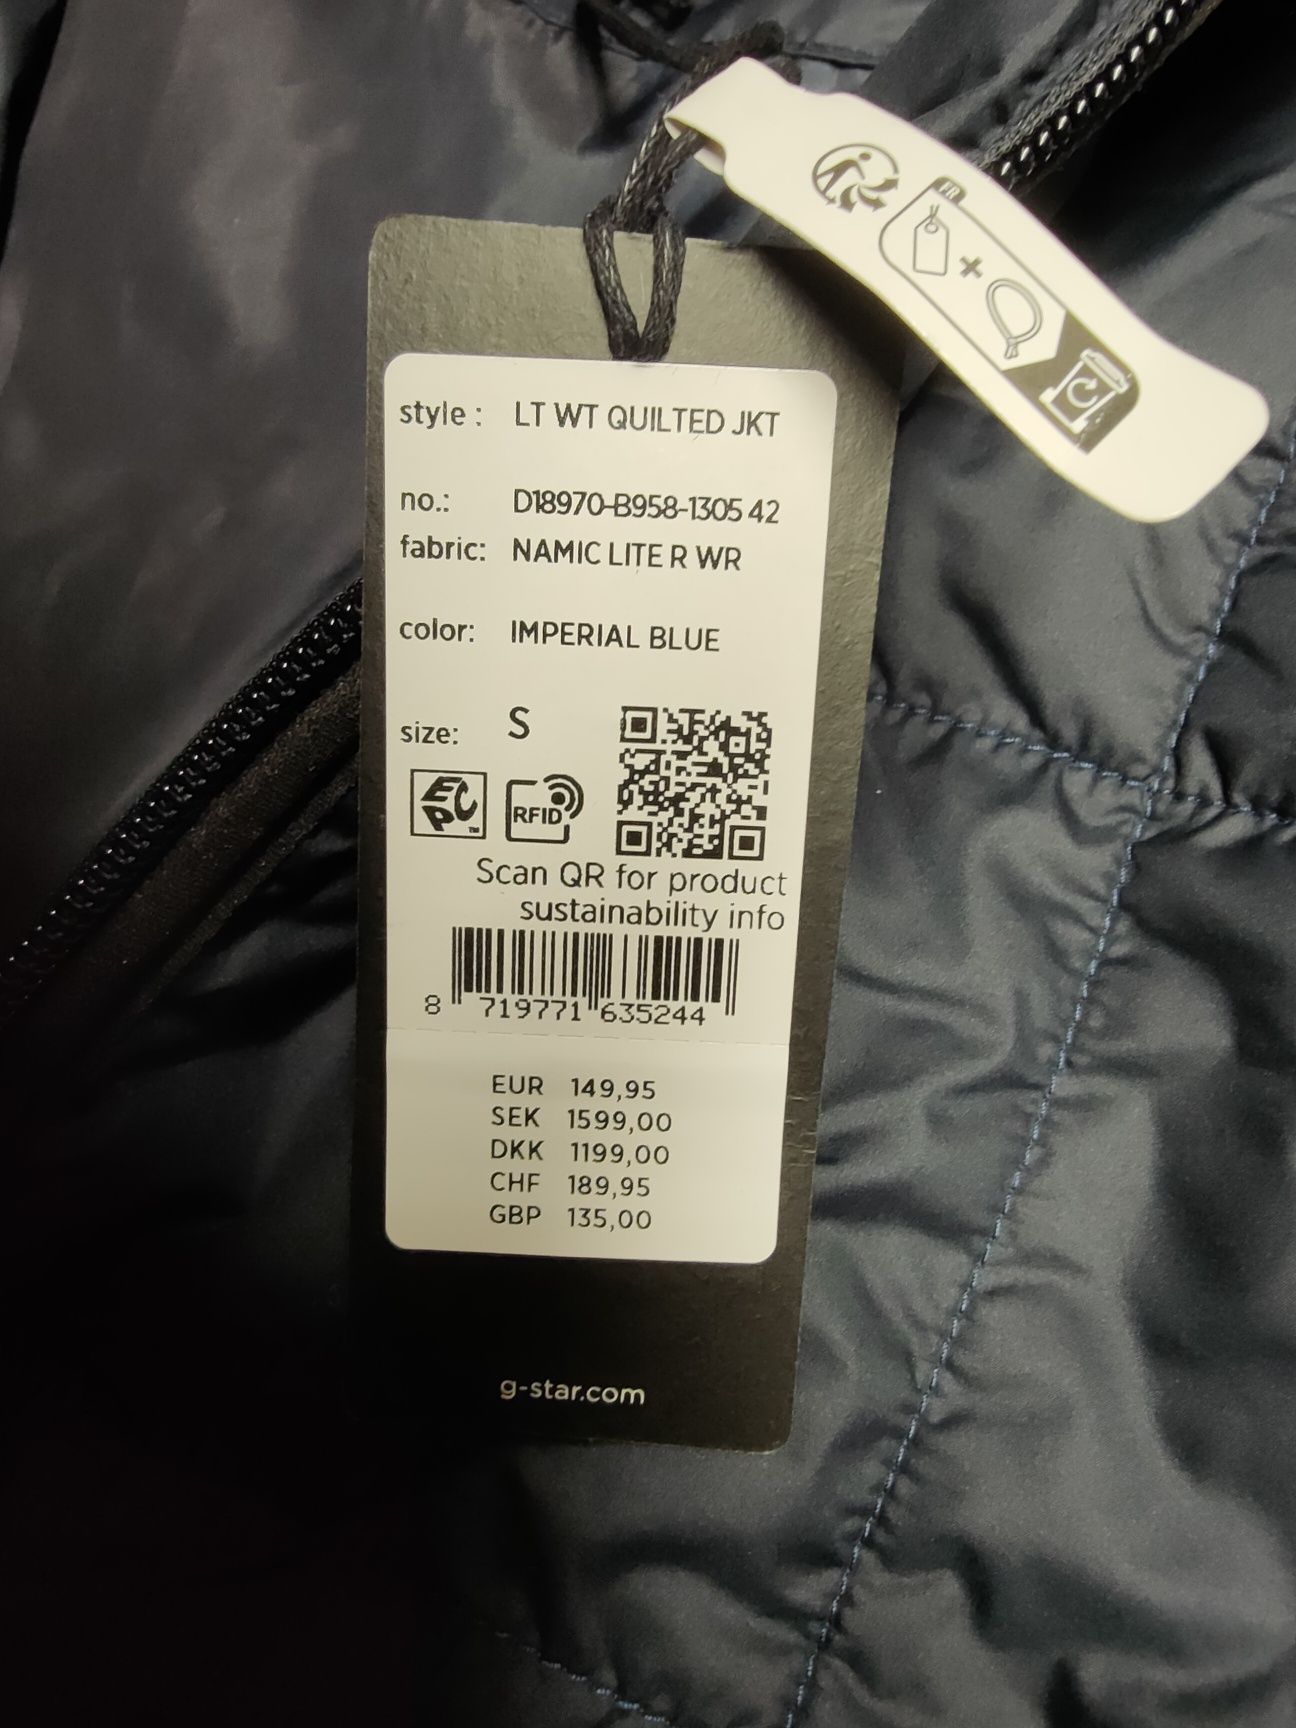 FR
style : LT WT QUILTED JKT
no.: D18970-B958-1305 42
fabric: NAMIC LITE R WR
color: IMPERIAL BLUE
size: S
EPC™
RFID
Scan QR for product
sustainability info
8 719771 635244
EUR 149,95
SEK 1599,00
DKK 1199,00
CHF 189,95
GBP 135,00
g-star.com